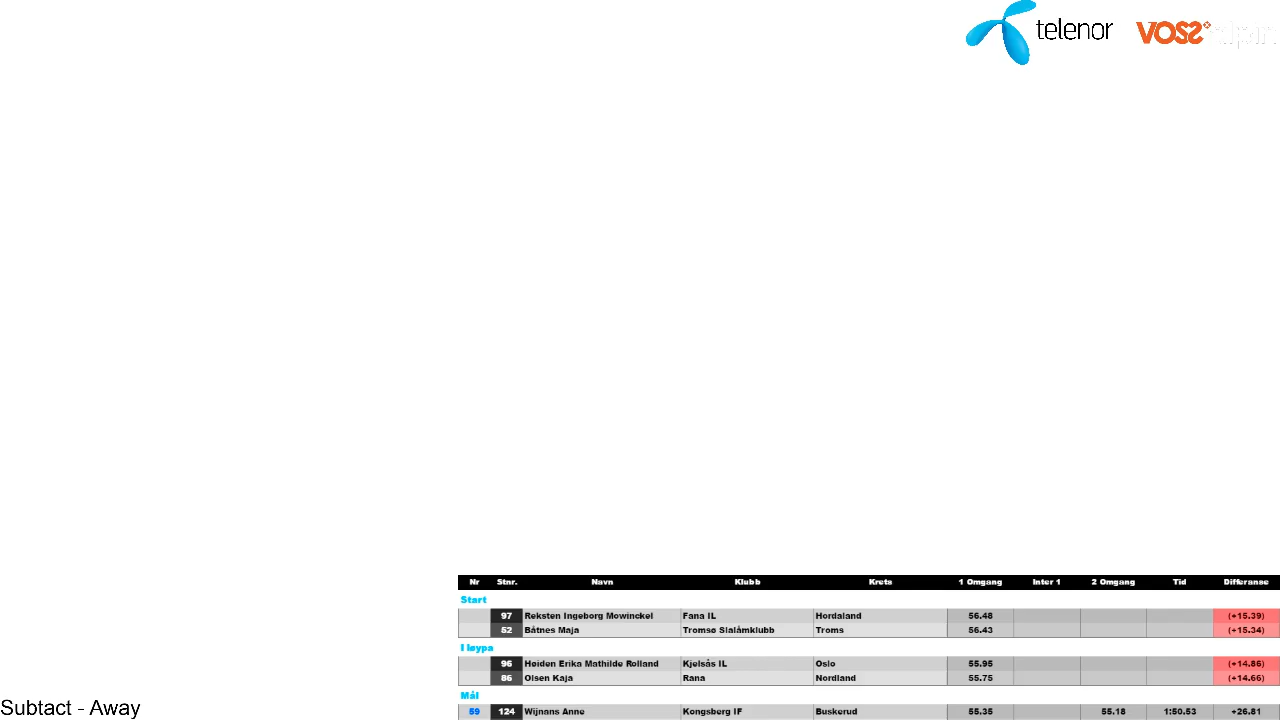 telenor VOSS alpin
Nr Stnr. Navn Klubb Krets 1 Omgang Inter 1 2 Omgang Tid Differanse
Start
97 Reksten Ingeborg Mowinckel Fana IL Hordaland 56.48 (+15.39)
52 Båtnes Maja Tromsø Slalåmklubb Troms 56.43 (+15.34)
I løypa
96 Høiden Erika Mathilde Rolland Kjelsås IL Oslo 55.95 (+14.86)
86 Olsen Kaja Rana Nordland 55.75 (+14.66)
Mål
59 124 Wijnans Anne Kongsberg IF Buskerud 55.35 55.18 1:50.53 +26.81
Subtact - Away